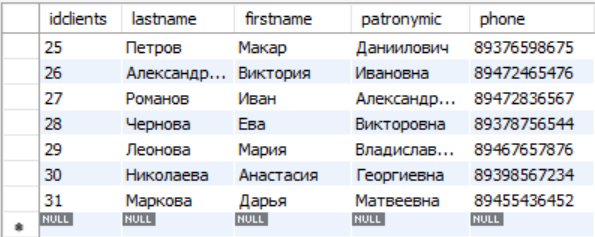 idclients lastname firstname patronymic phone
25 Петров Макар Даниилович 89376598675
26 Александр... Виктория Ивановна 89472465476
27 Романов Иван Александр... 89472836567
28 Чернова Ева Викторовна 89378756544
29 Леонова Мария Владислав... 89467657876
30 Николаева Анастасия Георгиевна 89398567234
31 Маркова Дарья Матвеевна 89455436452
NULL NULL NULL NULL NULL